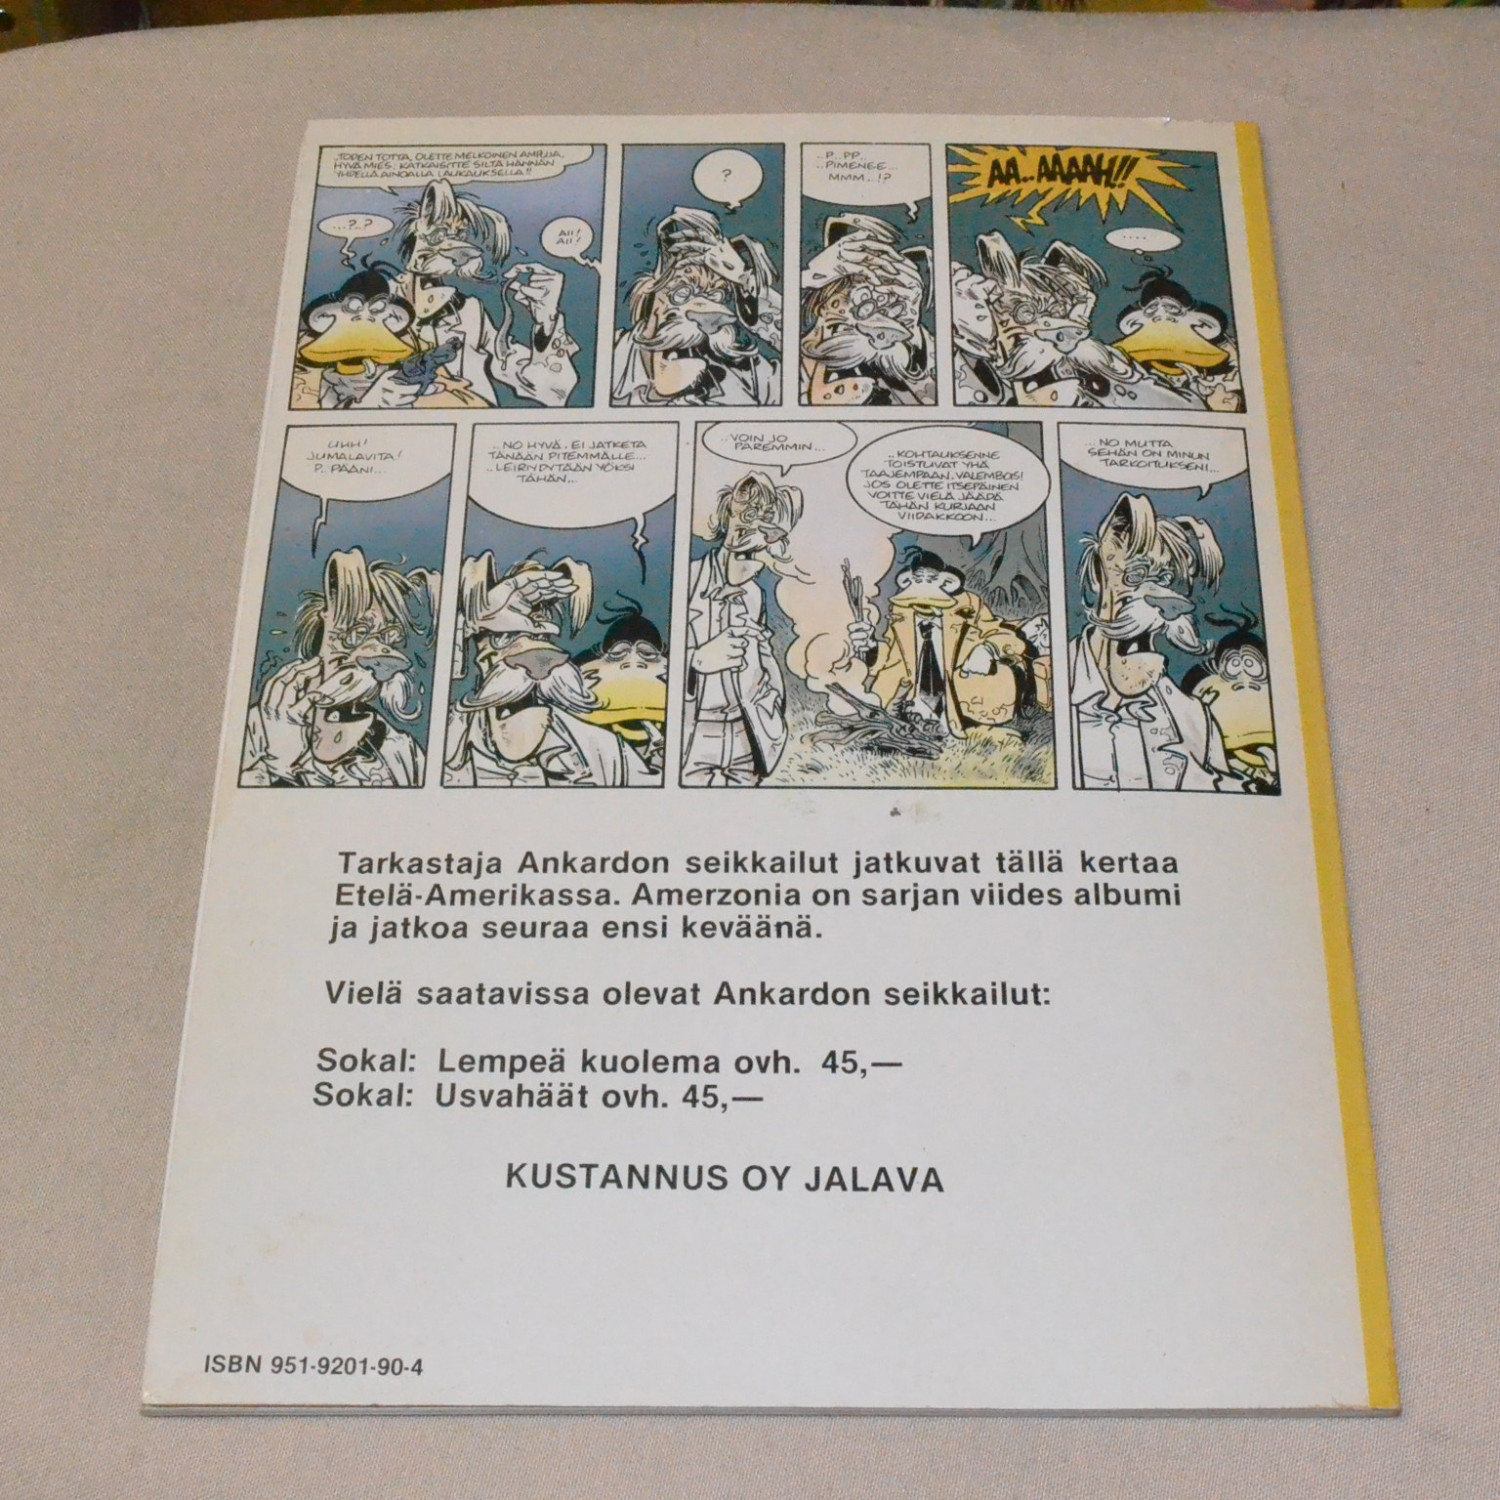 ..TOPEN TOTTA, OLETTE MELKOINEN AMPUJA,
HYVÄ MIES: KATKAISITTE SILTÄ HÄNNÄN
YHDELLÄ AINOALLA LAUKAUKSELLA!!
...?..?
AII!
AII!
?
..P...PP...
..PIMENEE...
MMM...!?
AA...AAAAH!!!
....
UHH!
JUMALAVITA!
P...PÄÄNI...
...NO HYVÄ, EI JATKETA
TÄNÄÄN PITEMMÄLLE...
..LEIRYDYTÄÄN YÖKSI
TÄHÄN...
...VOIN JO
PAREMMIN...
..KOHTAUKSENNE
TOISTUVAT YHÄ
TAAJEMPAAN, VALEMBOIS!
JOS OLETTE ITSEPÄINEN
VOITTE VIELÄ JÄÄDÄ
TÄHÄN KURJAAN
VIIDAKKOON...
...NO MUTTA
SEHÄN ON MINUN
TARKOITUKSENI...
Tarkastaja Ankardon seikkailut jatkuvat tällä kertaa
Etelä-Amerikassa. Amerzonia on sarjan viides albumi
ja jatkoa seuraa ensi keväänä.
Vielä saatavissa olevat Ankardon seikkailut:
Sokal: Lempeä kuolema ovh. 45,—
Sokal: Usvahäät ovh. 45,—
KUSTANNUS OY JALAVA
ISBN 951-9201-90-4